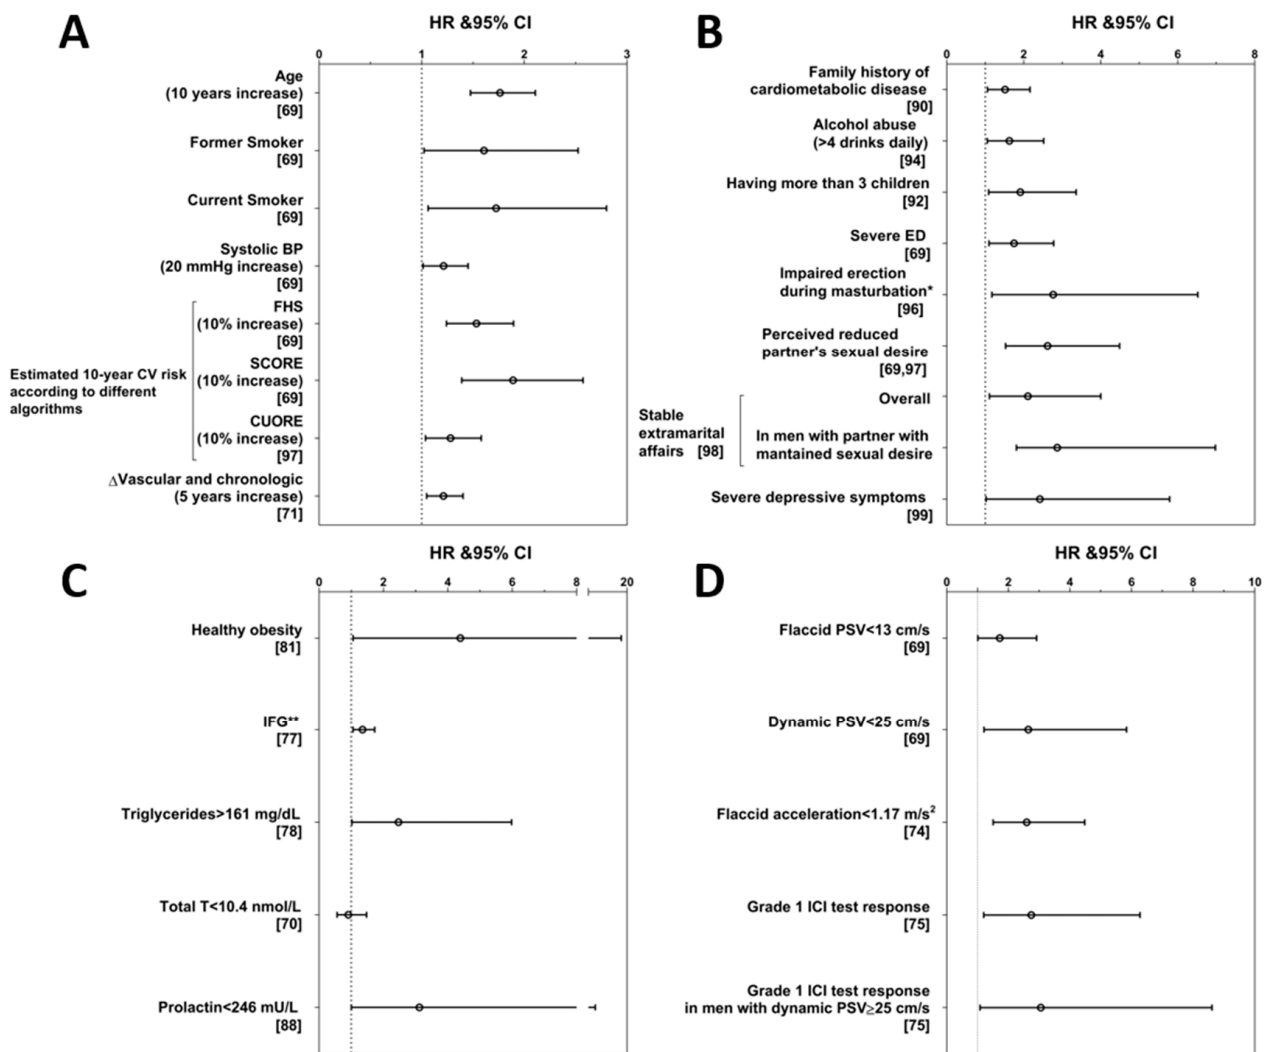 A
HR &95% CI
0 1 2 3
Age
(10 years increase)
[69]
Former Smoker
[69]
Current Smoker
[69]
Systolic BP
(20 mmHg increase)
[69]
Estimated 10-year CV risk
according to different
algorithms
FHS
(10% increase)
[69]
SCORE
(10% increase)
[69]
CUORE
(10% increase)
[97]
ΔVascular and chronologic
(5 years increase)
[71]
B
HR &95% CI
0 2 4 6 8
Family history of
cardiometabolic disease
[90]
Alcohol abuse
(>4 drinks daily)
[94]
Having more than 3 children
[92]
Severe ED
[69]
Impaired erection
during masturbation*
[96]
Perceived reduced
partner's sexual desire
[69,97]
Stable
extramarital
affairs [98]
Overall
In men with partner with
mantained sexual desire
Severe depressive symptoms
[99]
C
HR &95% CI
0 2 4 6 8 20
Healthy obesity
[81]
IFG**
[77]
Triglycerides>161 mg/dL
[78]
Total T<10.4 nmol/L
[70]
Prolactin<246 mU/L
[88]
D
HR &95% CI
0 2 4 6 8 10
Flaccid PSV<13 cm/s
[69]
Dynamic PSV<25 cm/s
[69]
Flaccid acceleration<1.17 m/s²
[74]
Grade 1 ICI test response
[75]
Grade 1 ICI test response
in men with dynamic PSV≥25 cm/s
[75]